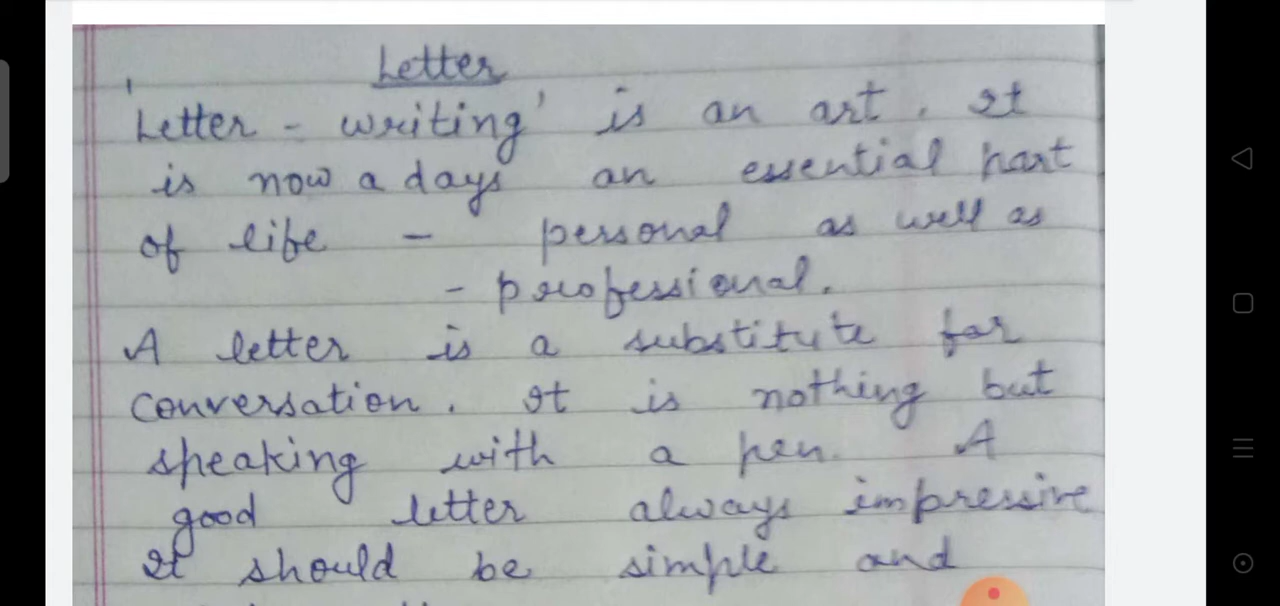 Letter
'Letter - writing' is an art. It
is now a days an essential part
of life - personal as well as
- professional.
A letter is a substitute for
conversation. It is nothing but
speaking with a pen. A
good letter always impressive
It should be simple and